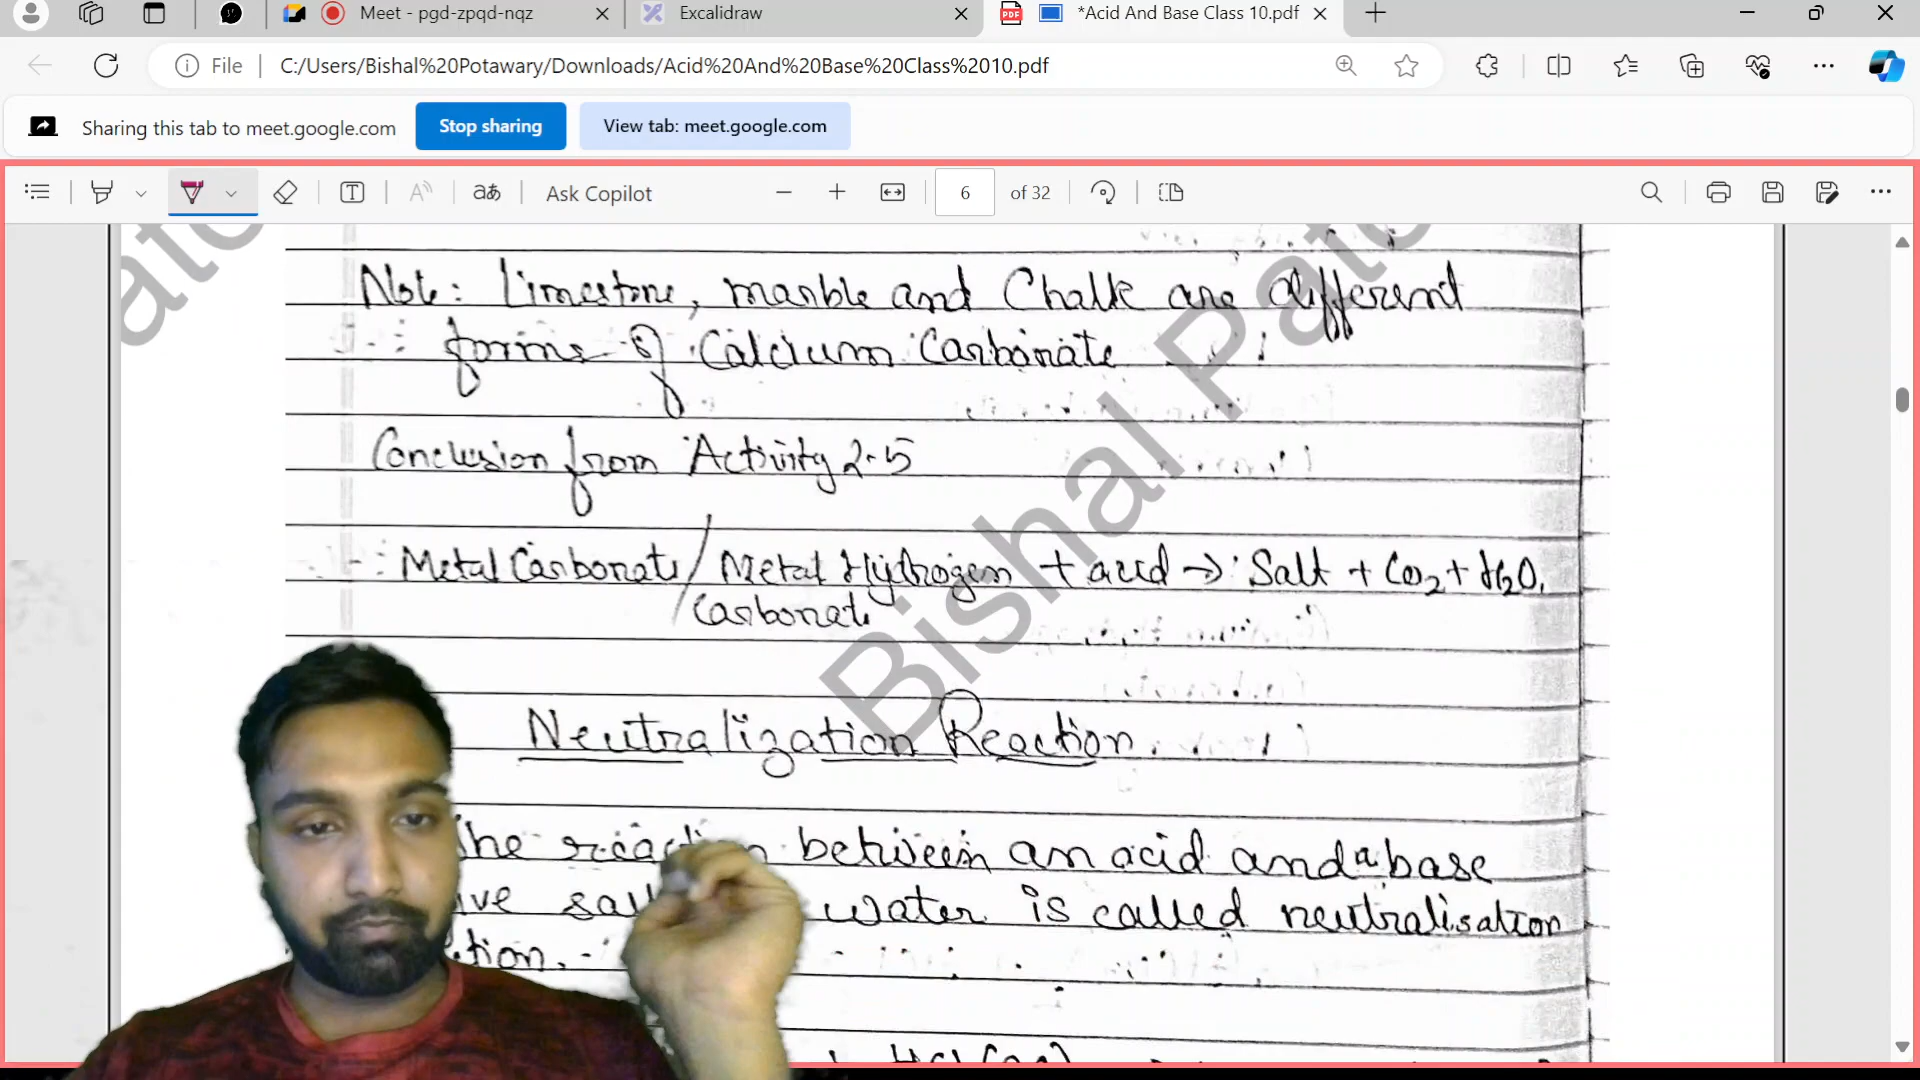 Meet - pgd-zpqd-nqz
Excalidraw
*Acid And Base Class 10.pdf
File
C:/Users/Bishal%20Potawary/Downloads/Acid%20And%20Base%20Class%2010.pdf
Sharing this tab to meet.google.com
Stop sharing
View tab: meet.google.com
Ask Copilot
6 of 32
Note: Limestone, marble and Chalk are different
forms of Calcium Carbonate
Conclusion from Activity 2.5
Metal Carbonate / Metal Hydrogen + acid → Salt + CO2 + H2O.
Carbonate
Neutralization Reaction.
The reaction between an acid and a base
water is called neutralisation
Bishal